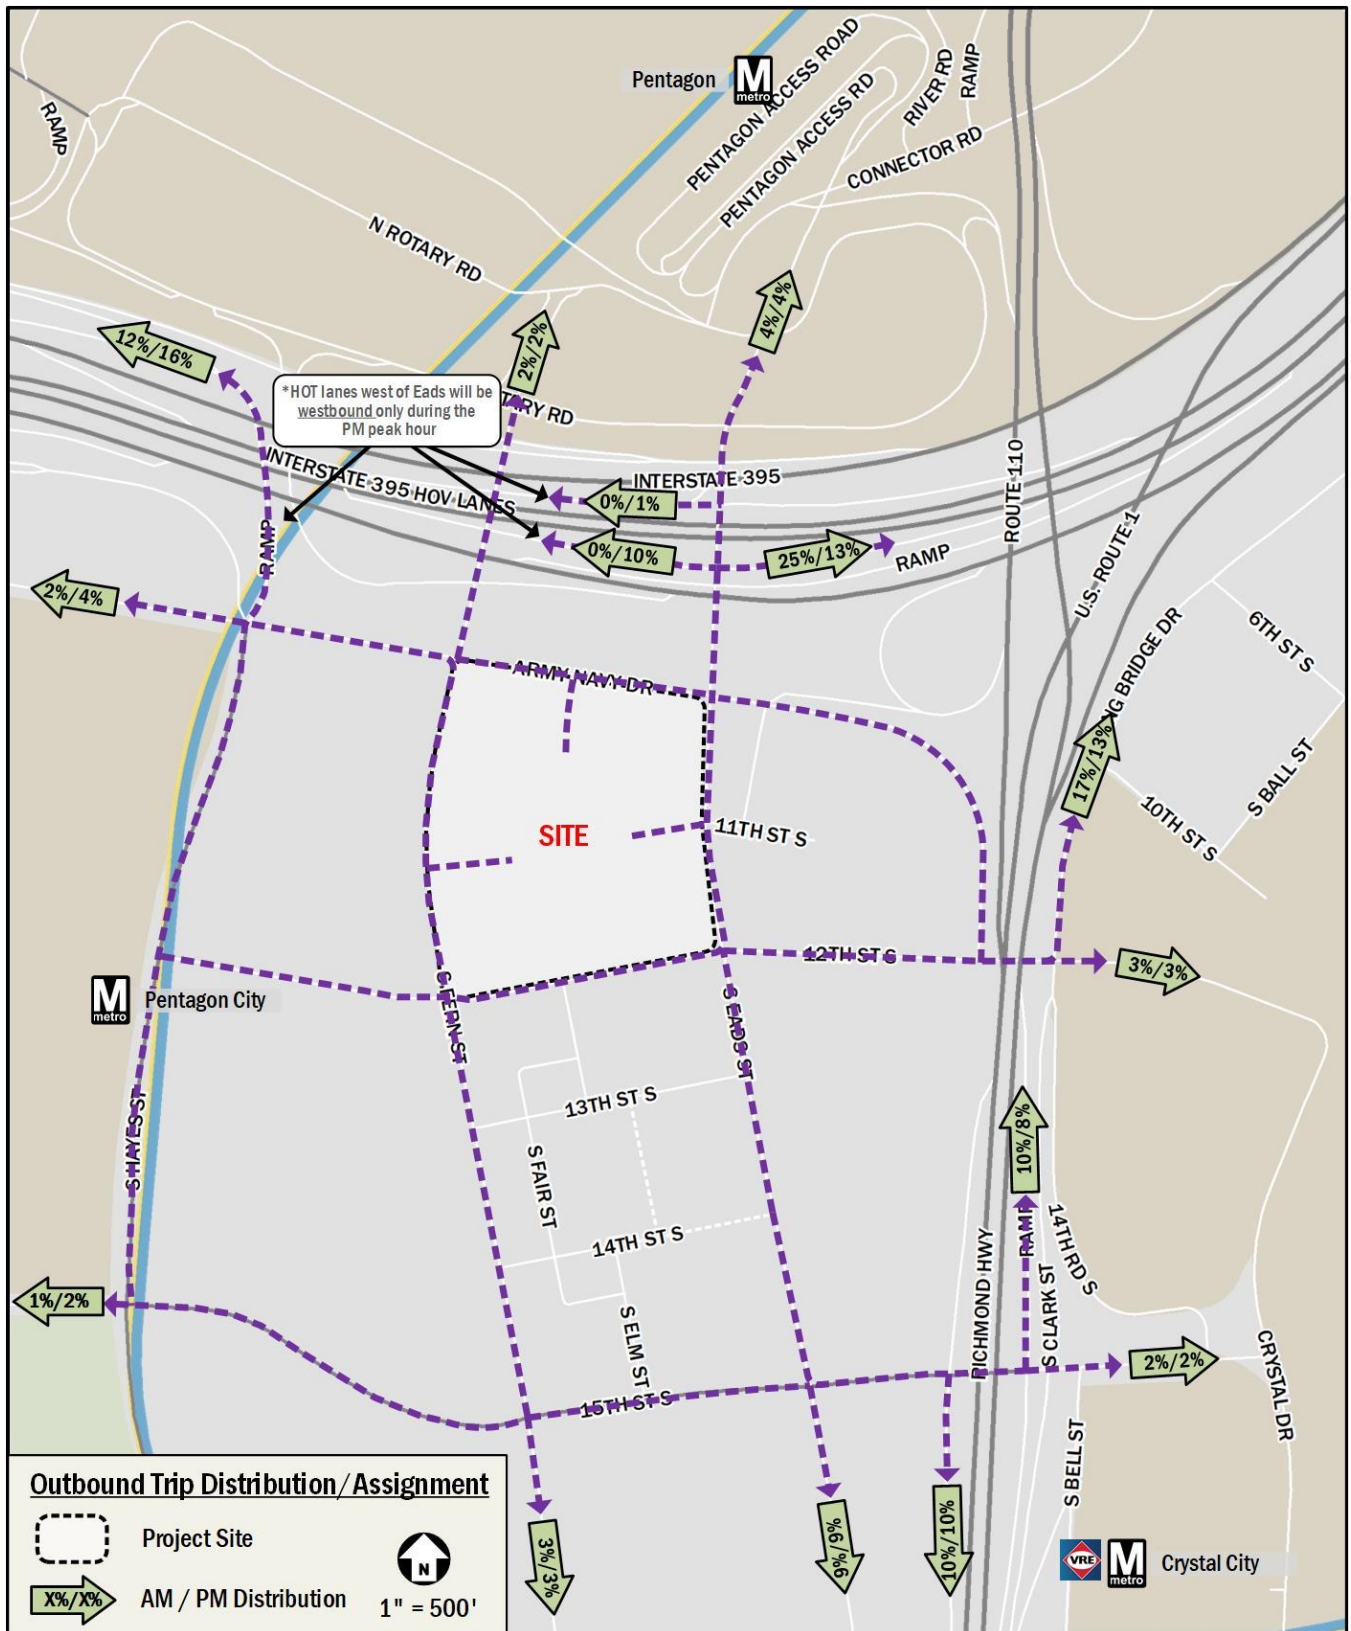 Pentagon
M
metro
PENTAGON ACCESS ROAD
PENTAGON ACCESS RD
RIVER RD
RAMP
CONNECTOR RD
RAMP
N ROTARY RD
4%/4%
12%/16%
2%/2%
*HOT lanes west of Eads will be
westbound only during the
PM peak hour
TARY RD
INTERSTATE 395 HOV LANES
INTERSTATE 395
0%/1%
ROUTE 110
RAMP
0%/10%
25%/13%
RAMP
U.S. ROUTE 1
2%/4%
6TH ST S
NG BRIDGE DR
ARMY NAVY DR
17%/13%
S BALL ST
10TH ST S
SITE
11TH ST S
12TH ST S
3%/3%
M
metro
Pentagon City
S FERN ST
S EADS ST
13TH ST S
S HAYES ST
10%/8%
S FAIR ST
14TH ST S
RICHMOND HWY
RAMP
14TH RD S
S CLARK ST
1%/2%
S ELM ST
2%/2%
CRYSTAL DR
15TH ST S
S BELL ST
3%/3%
10%/10%
VRE
M
metro
Crystal City
Outbound Trip Distribution/Assignment
Project Site
N
X%/X%
AM / PM Distribution
1" = 500'